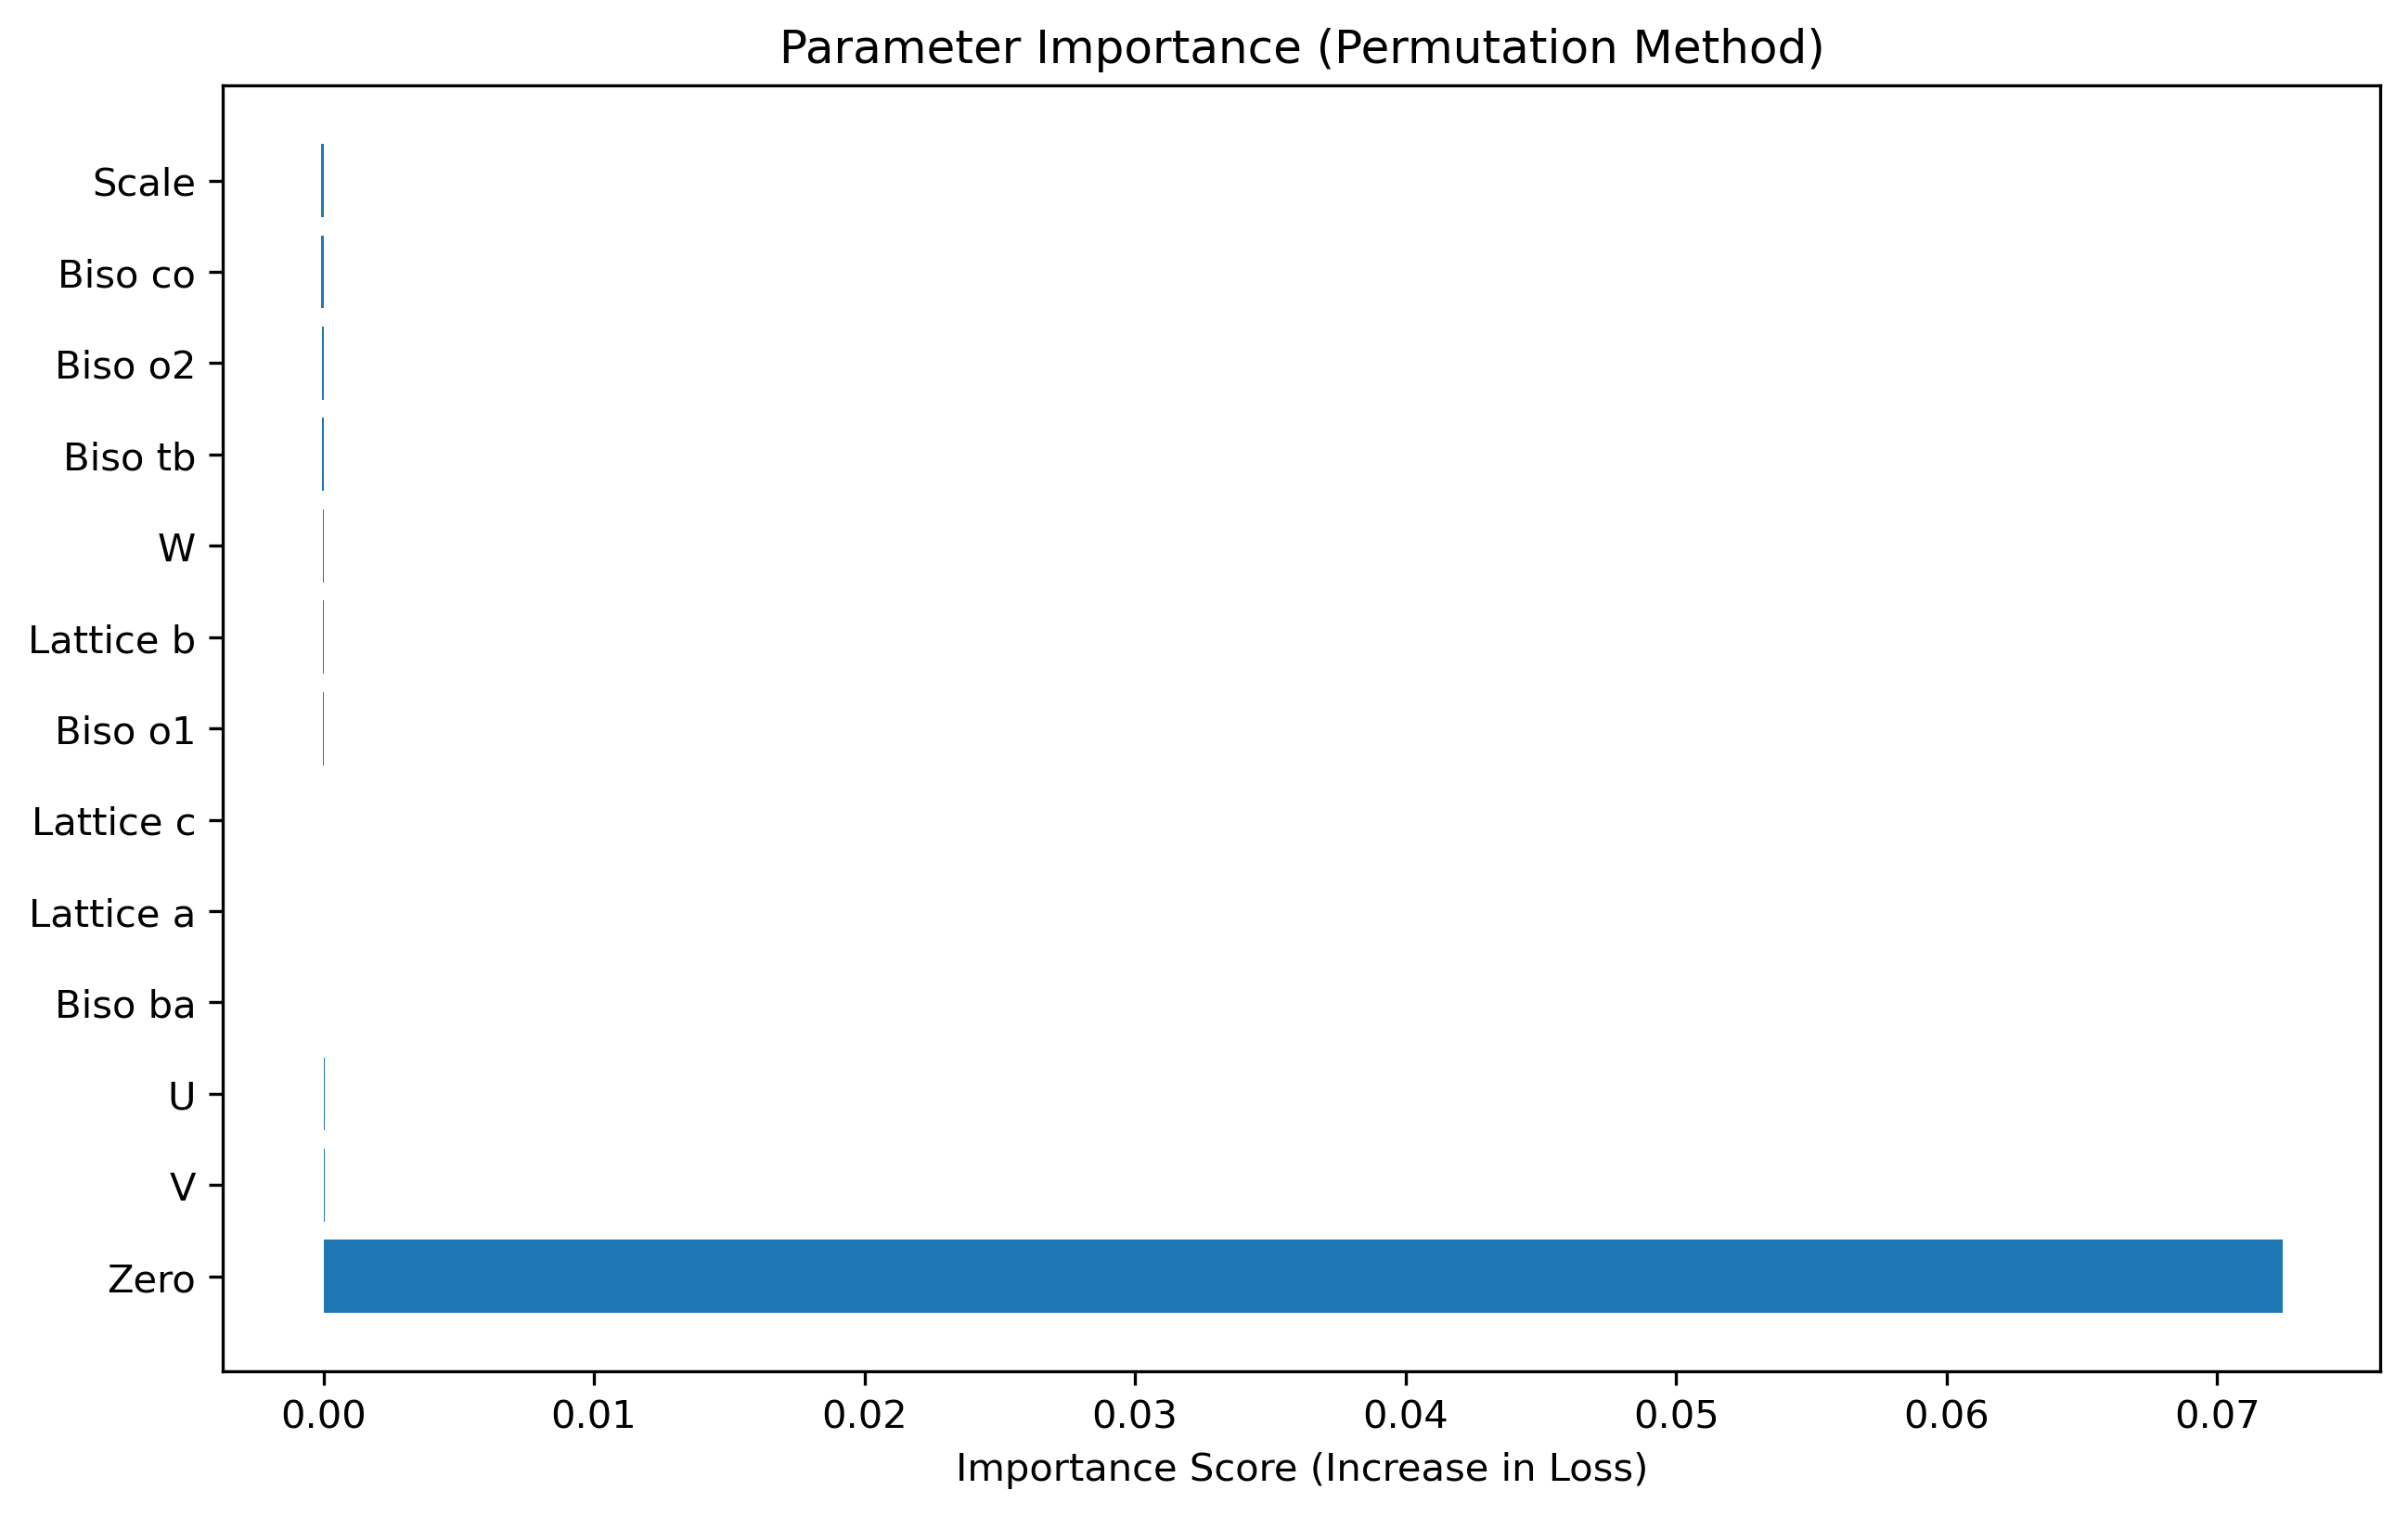 Parameter Importance (Permutation Method)
Scale
Biso co
Biso o2
Biso tb
W
Lattice b
Biso o1
Lattice c
Lattice a
Biso ba
U
V
Zero
0.00 0.01 0.02 0.03 0.04 0.05 0.06 0.07
Importance Score (Increase in Loss)